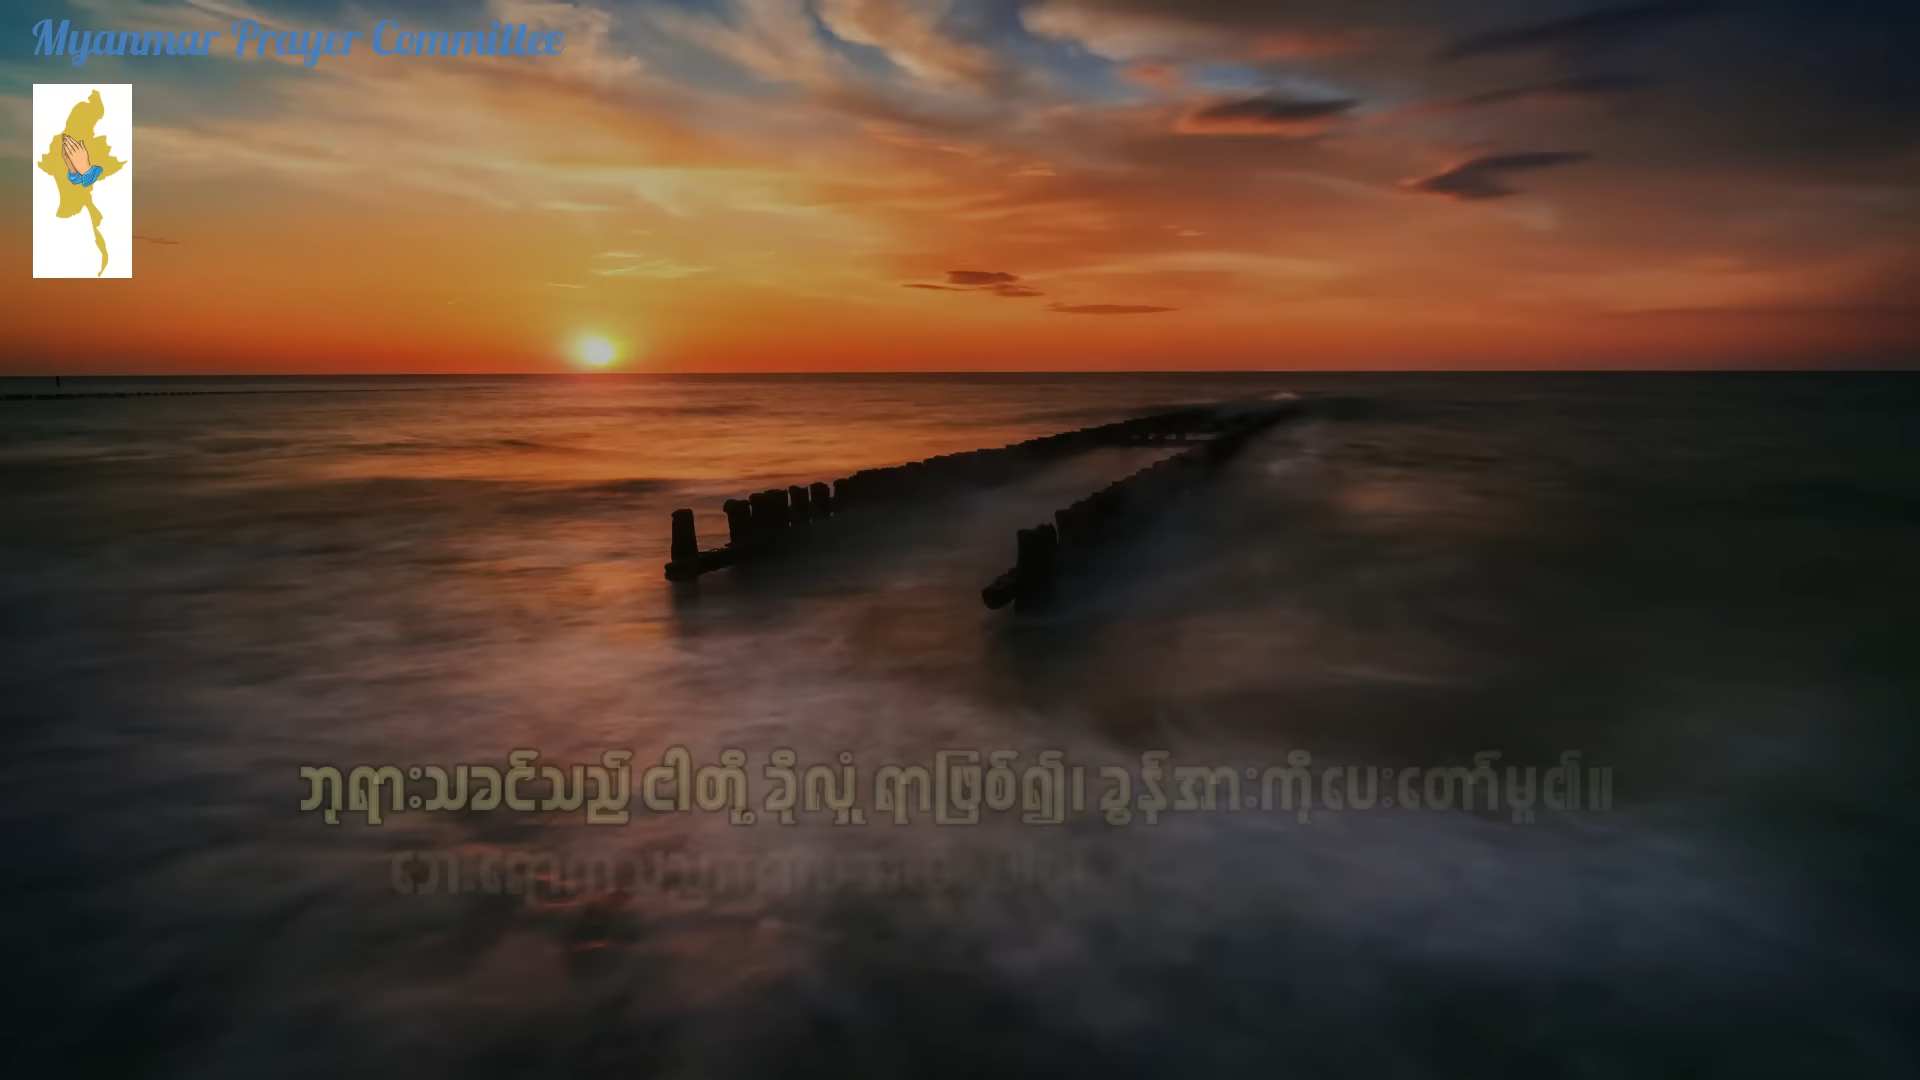 Myanmar Prayer Committee
ဘုရားသခင်သည် ငါတို့ ခိုလှုံ ရာဖြစ်၍၊ ခွန်အားကိုပေးတော်မူ၏။